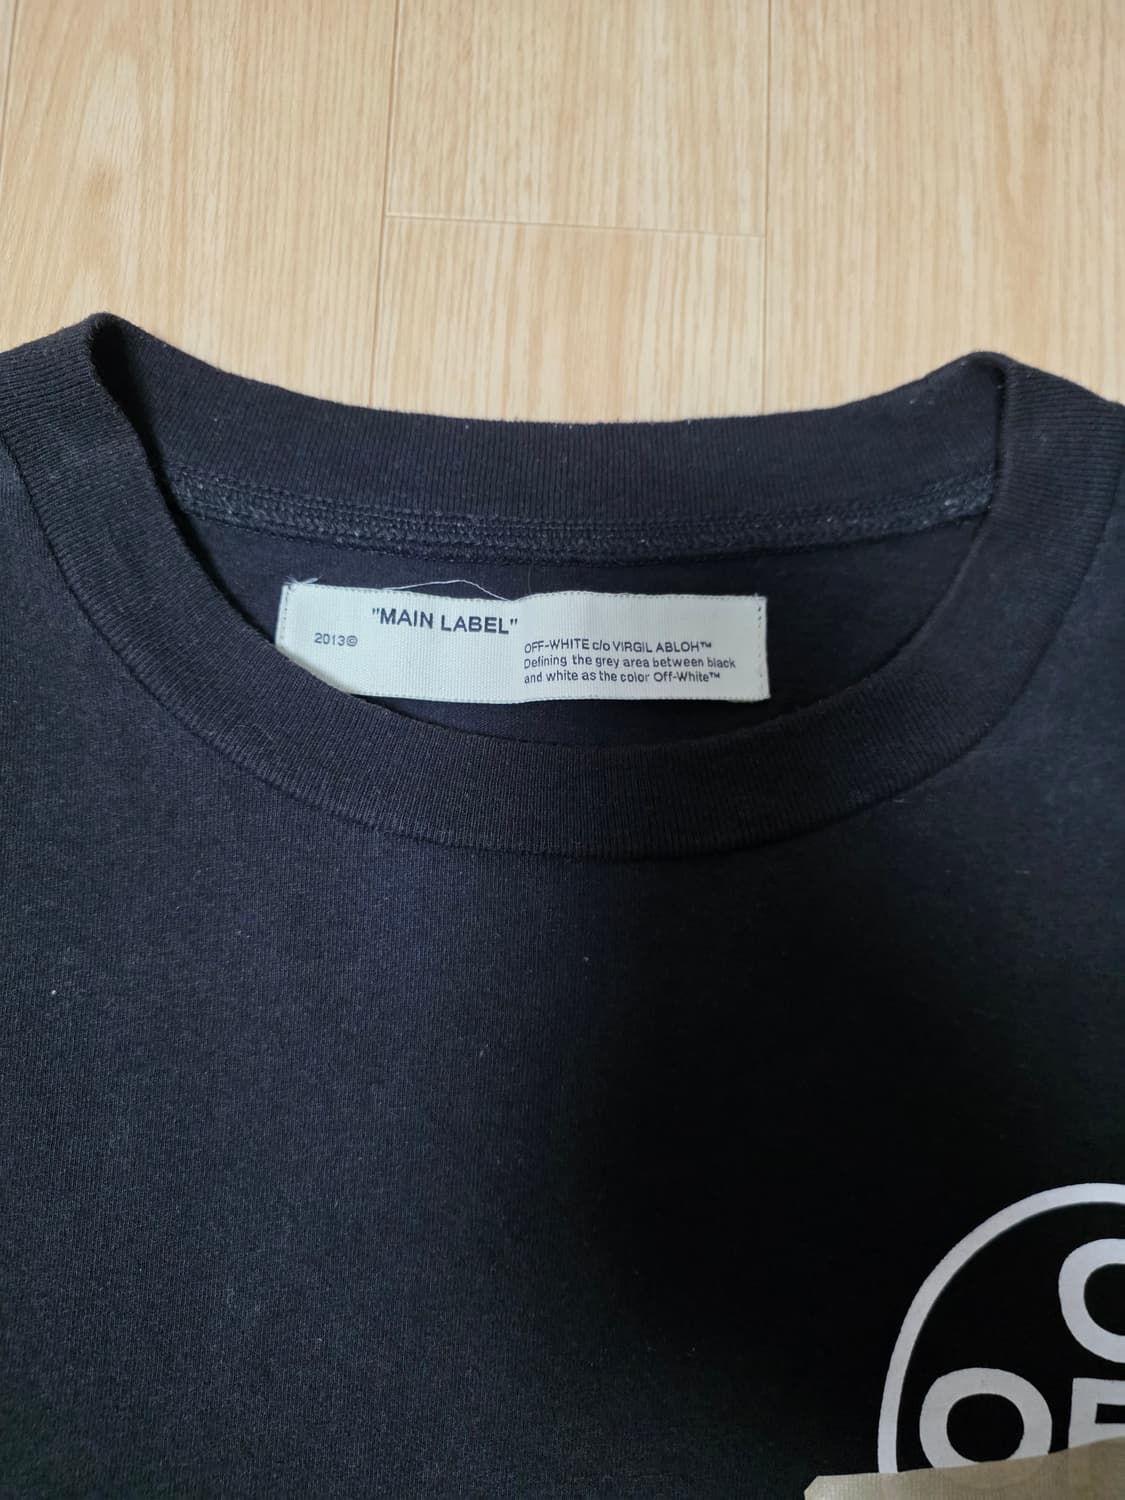 "MAIN LABEL"
2013©
OFF-WHITE c/o VIRGIL ABLOH™
Defining the grey area between black
and white as the color Off-White™